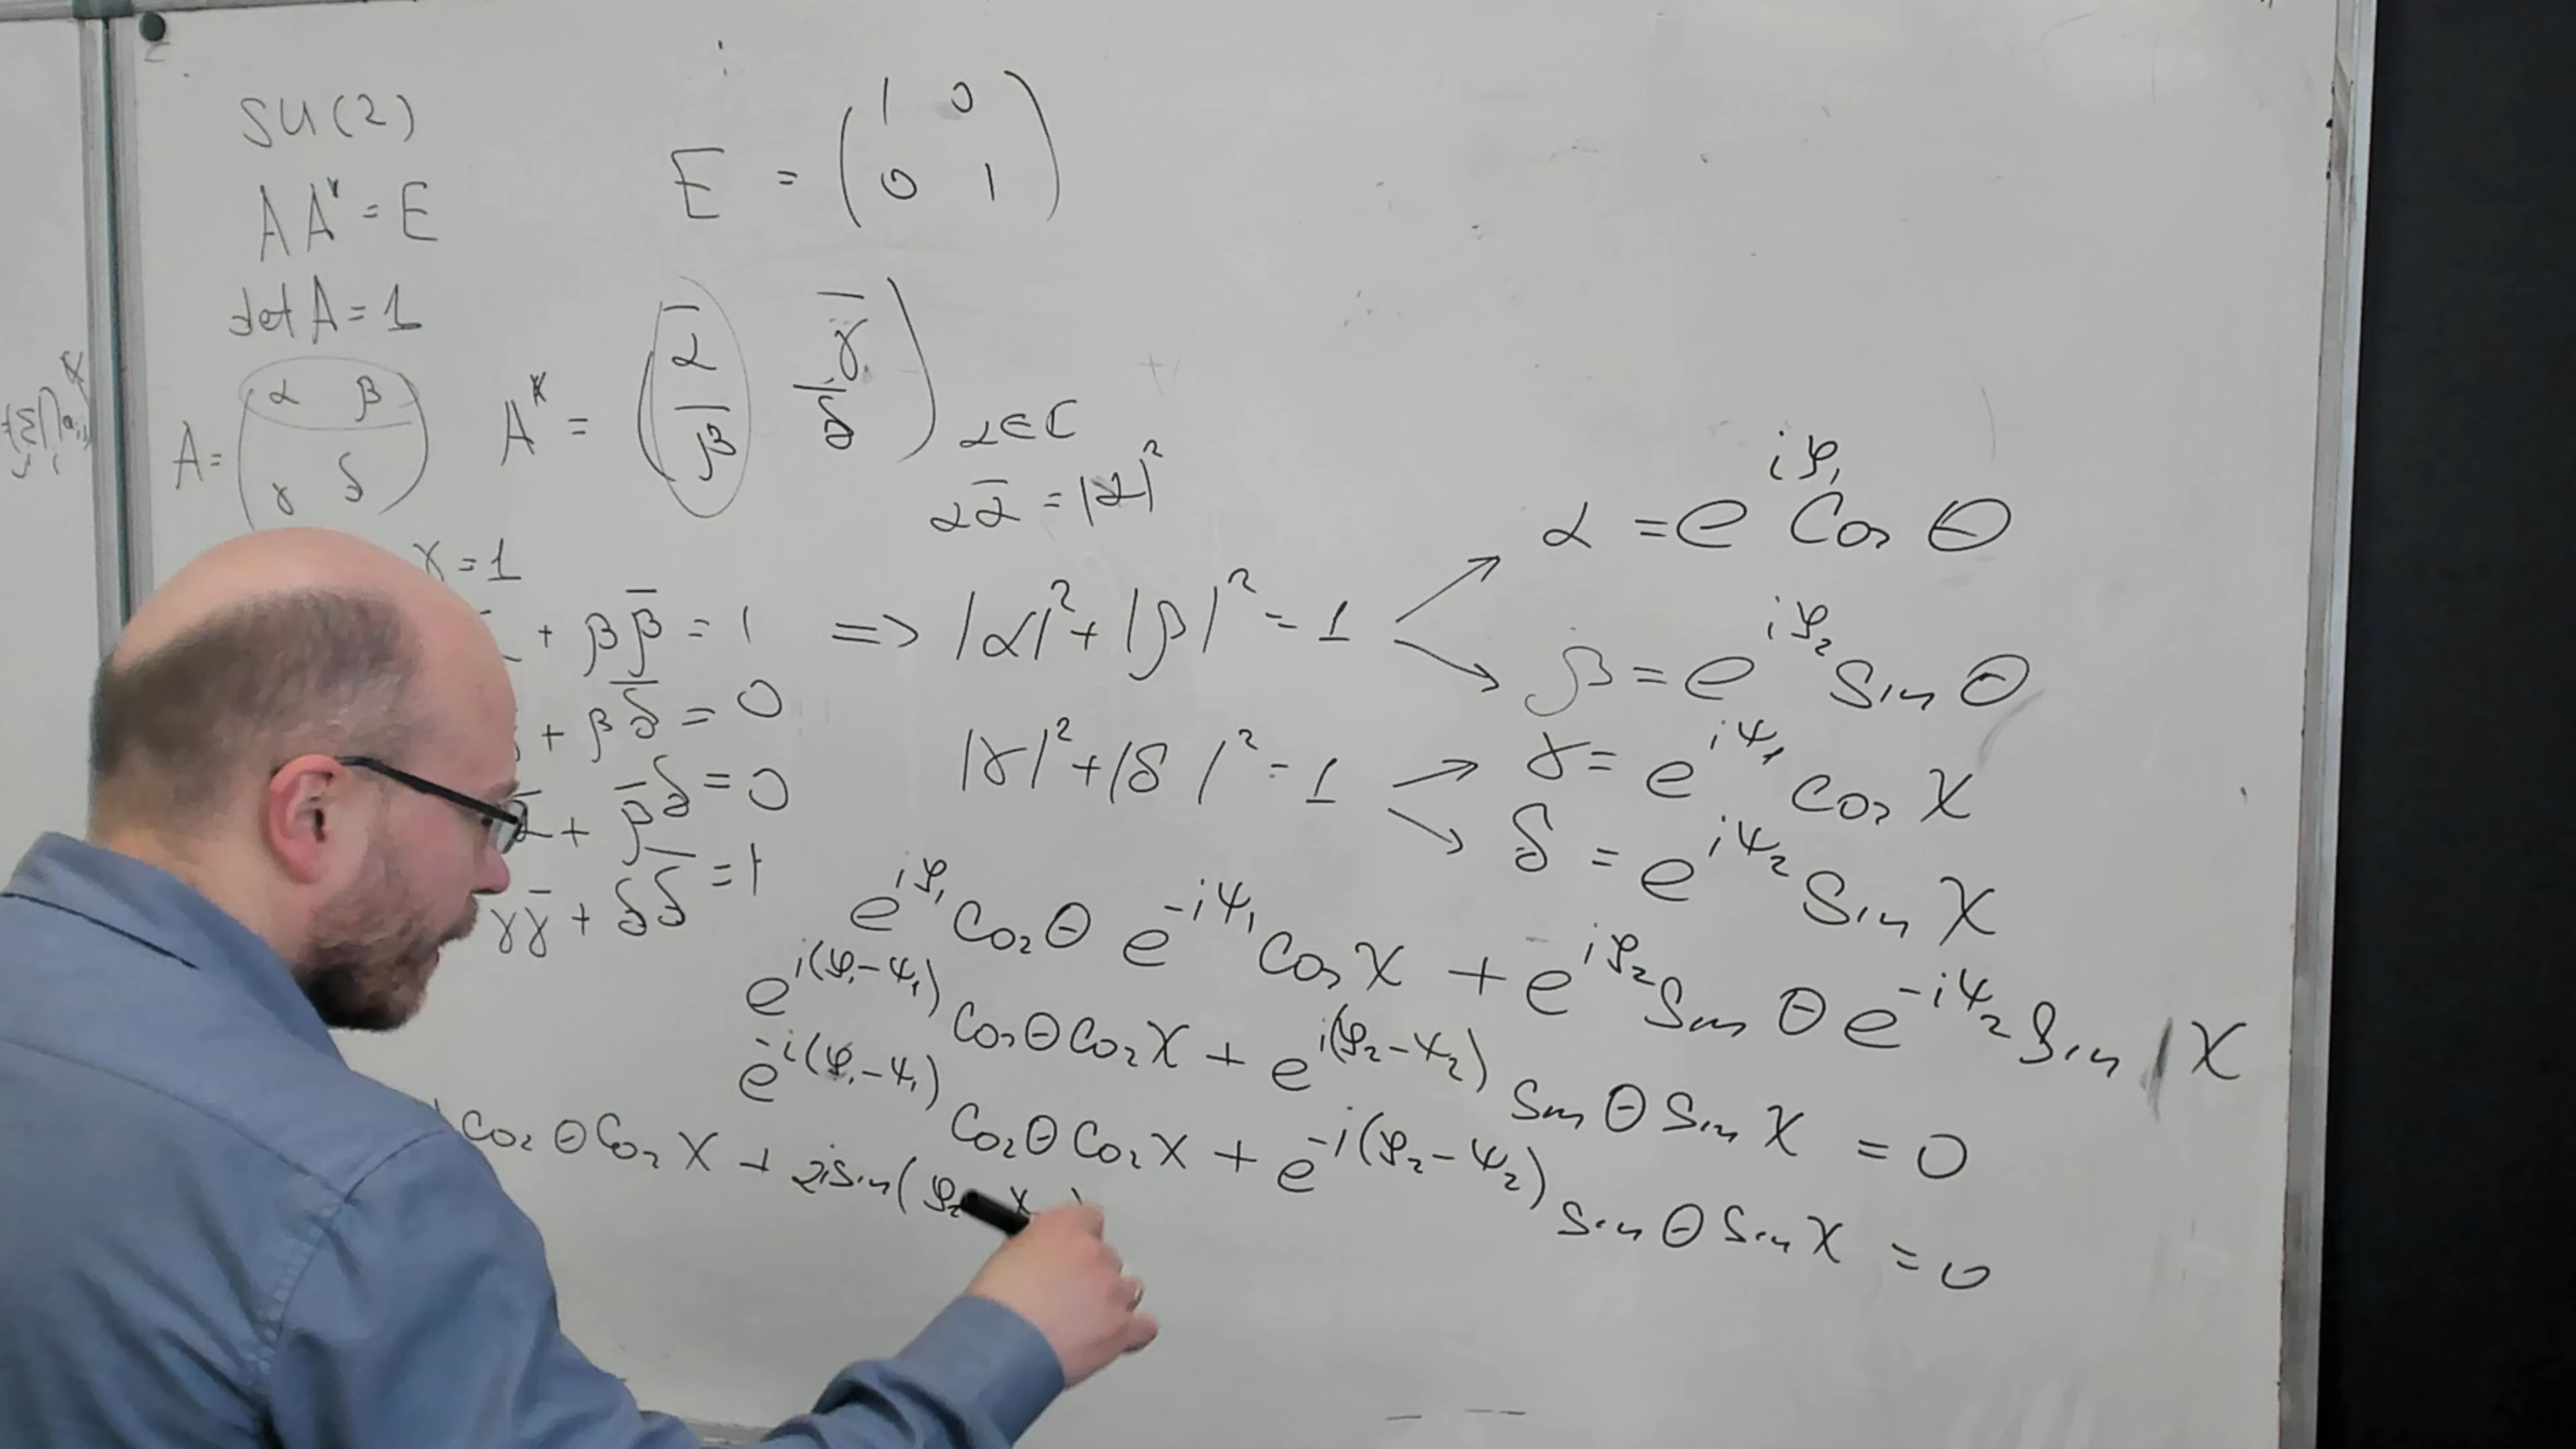 SU(2)
AA* = E
det A = 1
E = (1 0
0 1)
A = (α β
γ δ)
A* = (ᾱ γ̄
β̄ δ̄)
α ∈ C
αᾱ = |α|²
γ = 1
+ ββ̄ = 1 => |α|² + |β|² = 1
+ βδ̄ = 0
ᾱ + β̄δ = 0
γγ̄ + δδ̄ = 1
|γ|² + |δ|² = 1
α = e^{iφ₁} Cos Θ
β = e^{iφ₂} Sin Θ
γ = e^{iψ₁} cos χ
δ = e^{iψ₂} Sin χ
e^{iφ₁} Cos Θ e^{-iψ₁} Cos χ + e^{iφ₂} Sin Θ e^{-iψ₂} Sin χ
e^{i(φ₁-ψ₁)} Cos Θ Cos χ + e^{i(φ₂-ψ₂)} Sin Θ Sin χ = 0
e^{-i(φ₁-ψ₁)} Cos Θ Cos χ + e^{-i(φ₂-ψ₂)} Sin Θ Sin χ = 0
Cos Θ Cos χ + 2i sin(φ₂